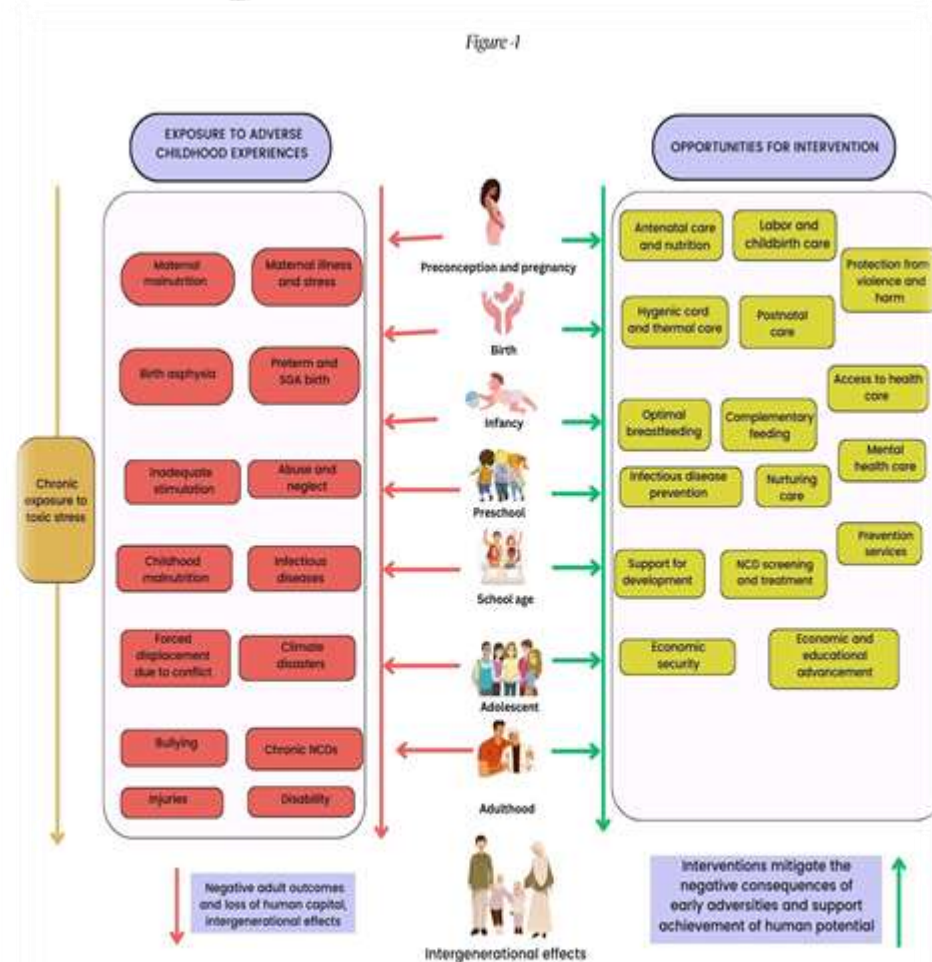 Figure -1
EXPOSURE TO ADVERSE
CHILDHOOD EXPERIENCES
Chronic
exposure to
toxic stress
Maternal
malnutrition
Maternal illness
and stress
Birth asphyxia
Preterm and
SGA birth
Inadequate
stimulation
Abuse and
neglect
Childhood
malnutrition
Infectious
diseases
Forced
displacement
due to conflict
Climate
disasters
Bullying
Chronic NCDs
Injuries
Disability
Negative adult outcomes
and loss of human capital,
intergenerational effects
Preconception and pregnancy
Birth
Infancy
Preschool
School age
Adolescent
Adulthood
Intergenerational effects
OPPORTUNITIES FOR INTERVENTION
Antenatal care
and nutrition
Labor and
childbirth care
Protection from
violence and
harm
Hygenic cord
and thermal care
Postnatal
care
Access to health
care
Optimal
breastfeeding
Complementary
feeding
Mental
health care
Infectious disease
prevention
Nurturing
care
Prevention
services
Support for
development
NCG screening
and treatment
Economic
security
Economic and
educational
advancement
Interventions mitigate the
negative consequences of
early adversities and support
achievement of human potential